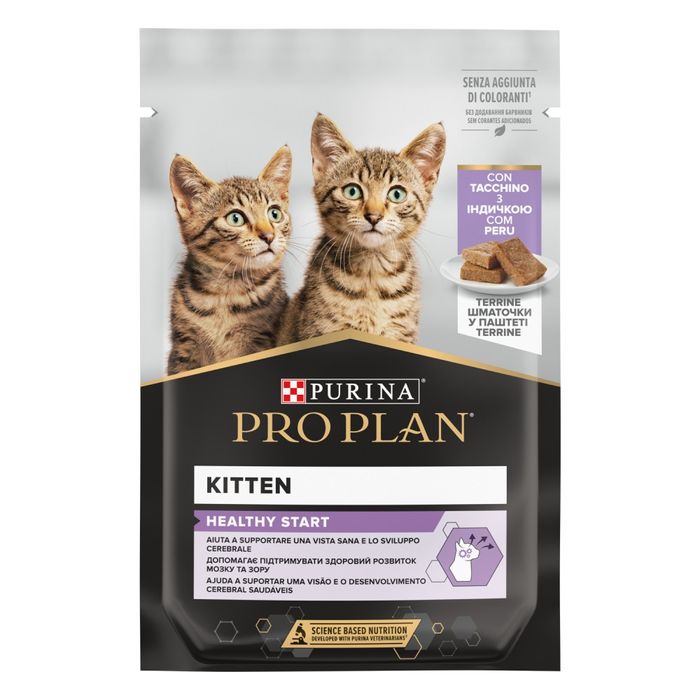 SENZA AGGIUNTA
DI COLORANTI¹
БЕЗ ДОДАВАННЯ БАРВНИКІВ
SEM CORANTES ADICIONADOS
CON
TACCHINO
З
ІНДИЧКОЮ
COM
PERU
TERRINE
ШМАТОЧКИ
У ПАШТЕТІ
TERRINE
PURINA®
PRO PLAN®
KITTEN
HEALTHY START
AIUTA A SUPPORTARE UNA VISTA SANA E LO SVILUPPO
CEREBRALE
ДОПОМАГАЄ ПІДТРИМУВАТИ ЗДОРОВИЙ РОЗВИТОК
МОЗКУ ТА ЗОРУ
AJUDA A SUPORTAR UMA VISÃO E O DESENVOLVIMENTO
CEREBRAL SAUDÁVEIS
SCIENCE BASED NUTRITION
DEVELOPED WITH PURINA VETERINARIANS